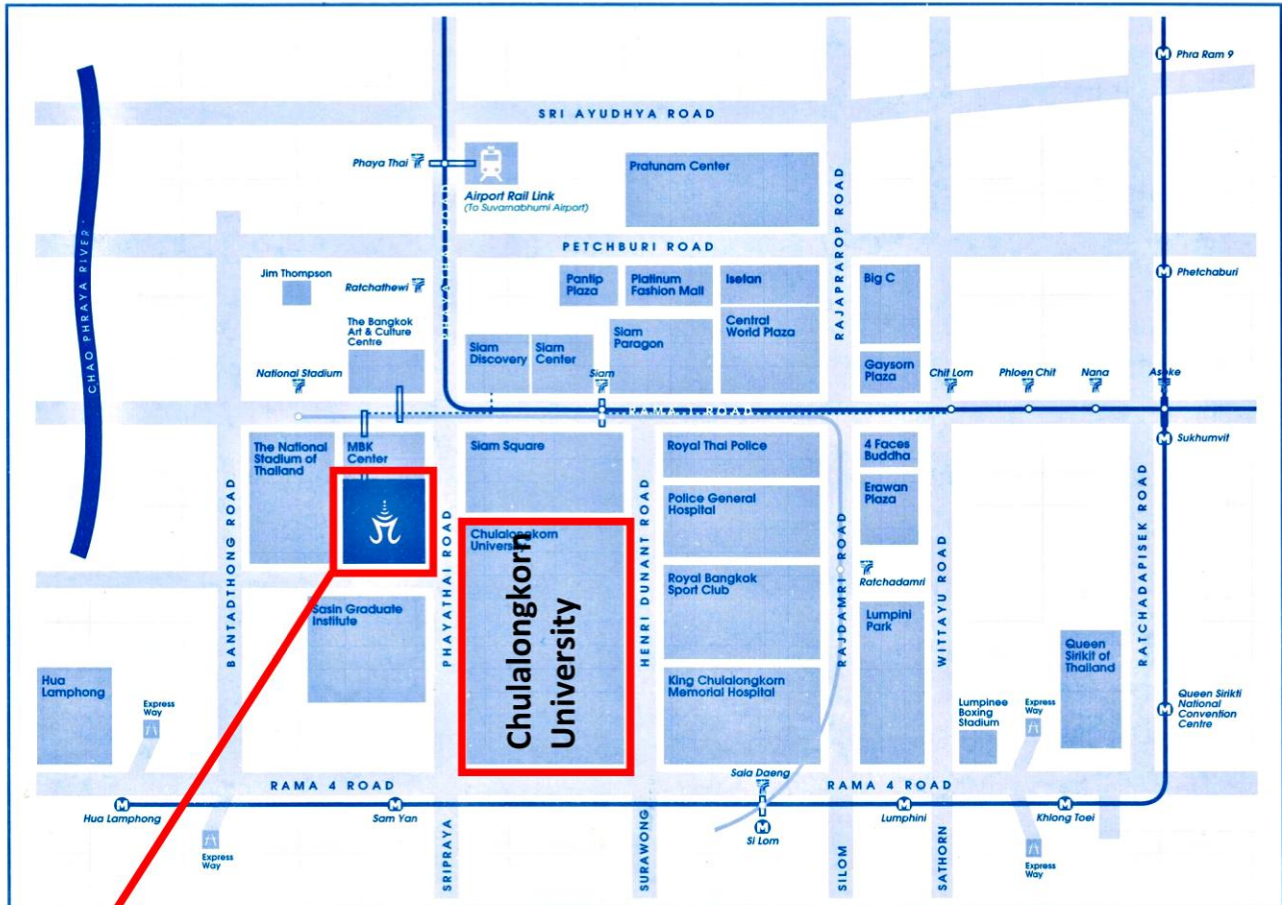 Phra Ram 9
SRI AYUDHYA ROAD
Phaya Thai
Airport Rail Link
(To Suvarnabhumi Airport)
Pratunam Center
CHAO PHRAYA RIVER
PHAYATHAI ROAD
RAJAPRAROP ROAD
PETCHBURI ROAD
Jim Thompson
Ratchathewi
Pantip
Plaza
Platinum
Fashion Mall
Isetan
Big C
Phetchaburi
The Bangkok
Art & Culture
Centre
Siam
Discovery
Siam
Center
Siam
Paragon
Central
World Plaza
Gaysorn
Plaza
National Stadium
Siam
Chit Lom
Phloen Chit
Nana
Asoke
RAMA 1 ROAD
Sukhumvit
The National
Stadium of
Thailand
MBK
Center
Siam Square
Royal Thai Police
4 Faces
Buddha
Erawan
Plaza
Police General
Hospital
BANTADTHONG ROAD
PHAYATHAI ROAD
HENRI DUNANT ROAD
RAJDAMRI ROAD
WITTAYU ROAD
RATCHADAPISEK ROAD
Chulalongkorn
University
Chulalongkorn
University
Royal Bangkok
Sport Club
Ratchadamri
Sasin Graduate
Institute
Lumpini
Park
Queen
Sirikit of
Thailand
Hua
Lamphong
King Chulalongkorn
Memorial Hospital
Express
Way
Lumpinee
Boxing
Stadium
Express
Way
Queen Sirikti
National
Convention
Centre
RAMA 4 ROAD
Sala Daeng
RAMA 4 ROAD
Hua Lamphong
Sam Yan
Si Lom
Lumphini
Khlong Toei
Express
Way
Express
Way
SRIPRAYA
SURAWONG
SILOM
SATHORN